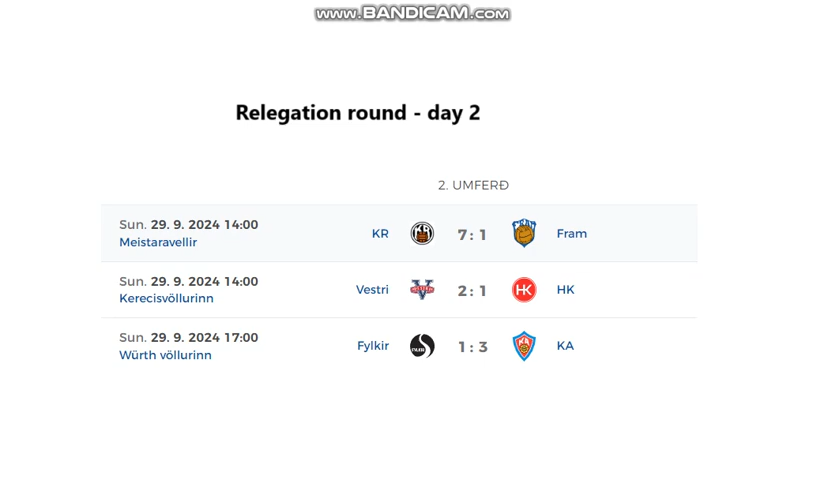 www.BANDICAM.com
Relegation round - day 2
2. UMFERÐ
Sun. 29. 9. 2024 14:00
Meistaravellir
KR 7 : 1 Fram
Sun. 29. 9. 2024 14:00
Kerecisvöllurinn
Vestri 2 : 1 HK HK
Sun. 29. 9. 2024 17:00
Würth völlurinn
Fylkir 1 : 3 KA